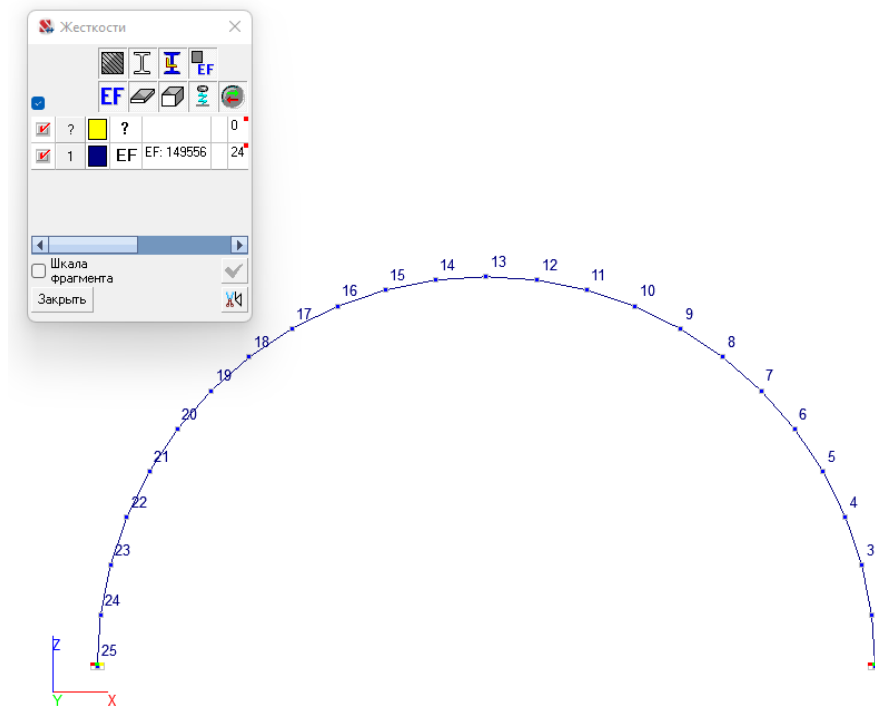 Жесткости
EF
EF
? ? 0
1 EF EF: 149556 24
Шкала
фрагмента
Закрыть
13
14 12
15 11
16 10
17 9
18 8
19 7
20 6
21 5
22 4
23 3
24
25
Z
Y X